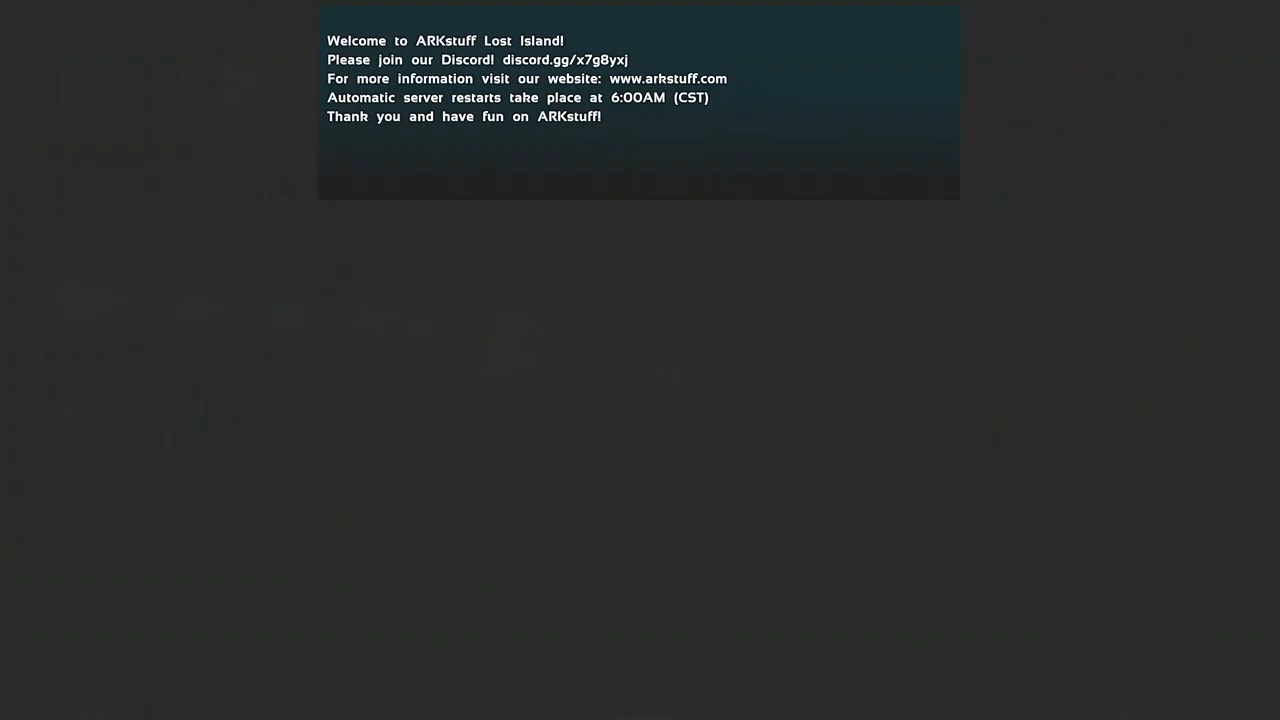 Welcome to ARKstuff Lost Island!
Please join our Discord! discord.gg/x7g8yxj
For more information visit our website: www.arkstuff.com
Automatic server restarts take place at 6:00AM (CST)
Thank you and have fun on ARKstuff!